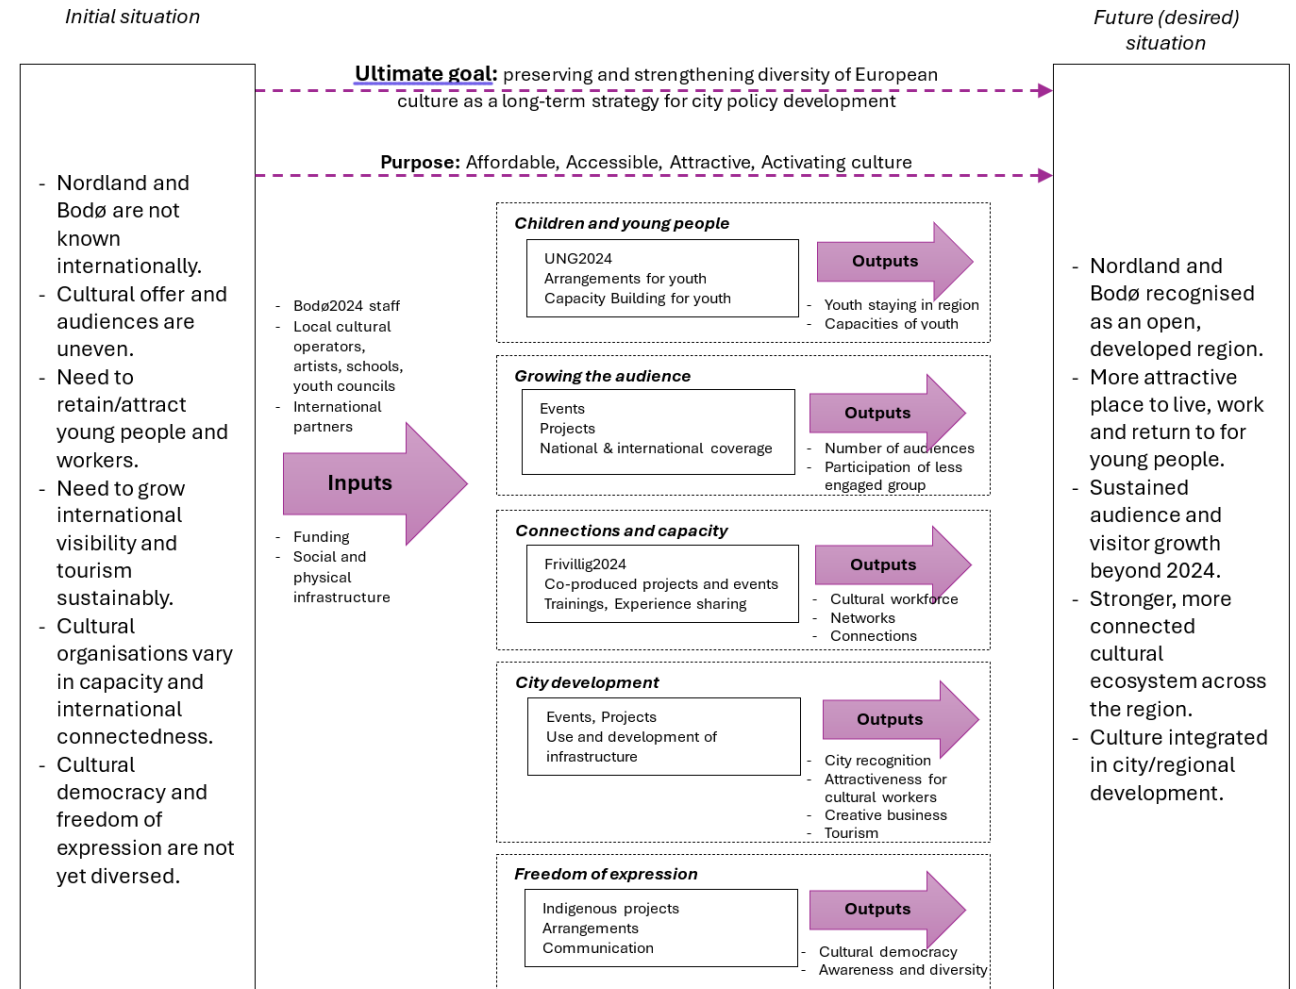 Initial situation
Future (desired)
situation
Ultimate goal: preserving and strengthening diversity of European
culture as a long-term strategy for city policy development
Purpose: Affordable, Accessible, Attractive, Activating culture
- Nordland and
Bodø are not
known
internationally.
- Cultural offer and
audiences are
uneven.
- Need to
retain/attract
young people and
workers.
- Need to grow
international
visibility and
tourism
sustainably.
- Cultural
organisations vary
in capacity and
international
connectedness.
- Cultural
democracy and
freedom of
expression are not
yet diversed.
- Bodø2024 staff
- Local cultural
operators,
artists, schools,
youth councils
- International
partners
Inputs
- Funding
- Social and
physical
infrastructure
Children and young people
UNG2024
Arrangements for youth
Capacity Building for youth
Outputs
- Youth staying in region
- Capacities of youth
Growing the audience
Events
Projects
National & international coverage
Outputs
- Number of audiences
- Participation of less
engaged group
Connections and capacity
Frivillig2024
Co-produced projects and events
Trainings, Experience sharing
Outputs
- Cultural workforce
- Networks
- Connections
City development
Events, Projects
Use and development of
infrastructure
Outputs
- City recognition
- Attractiveness for
cultural workers
- Creative business
- Tourism
Freedom of expression
Indigenous projects
Arrangements
Communication
Outputs
- Cultural democracy
- Awareness and diversity
- Nordland and
Bodø recognised
as an open,
developed region.
- More attractive
place to live, work
and return to for
young people.
- Sustained
audience and
visitor growth
beyond 2024.
- Stronger, more
connected
cultural
ecosystem across
the region.
- Culture integrated
in city/regional
development.